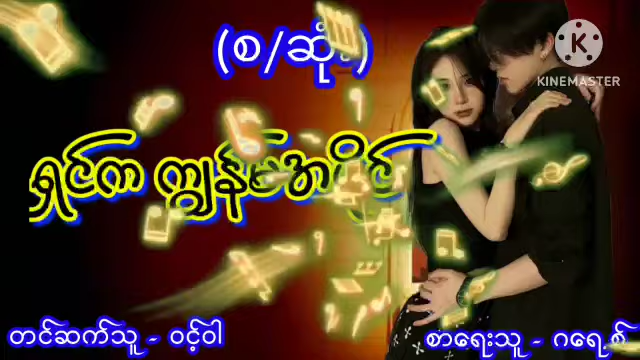 (စ/ဆုံး)
KINEMASTER
ရှင်က ကျွန်မအပိုင်
တင်ဆက်သူ - ဝင့်ဝါ
စာရေးသူ - ဂရေ့စ်